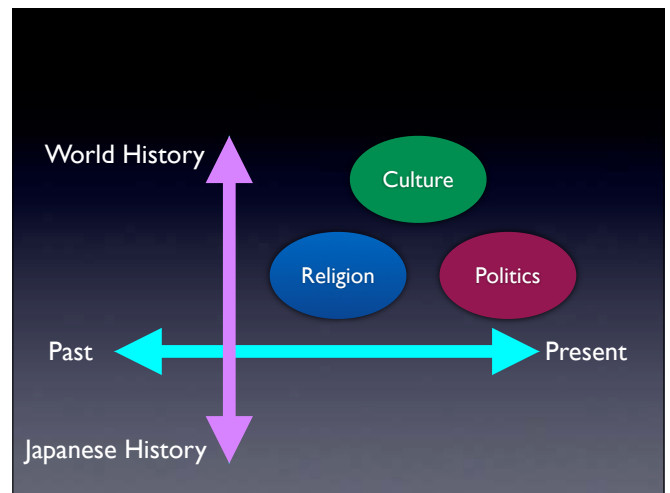 World History
Culture
Religion
Politics
Past
Present
Japanese History